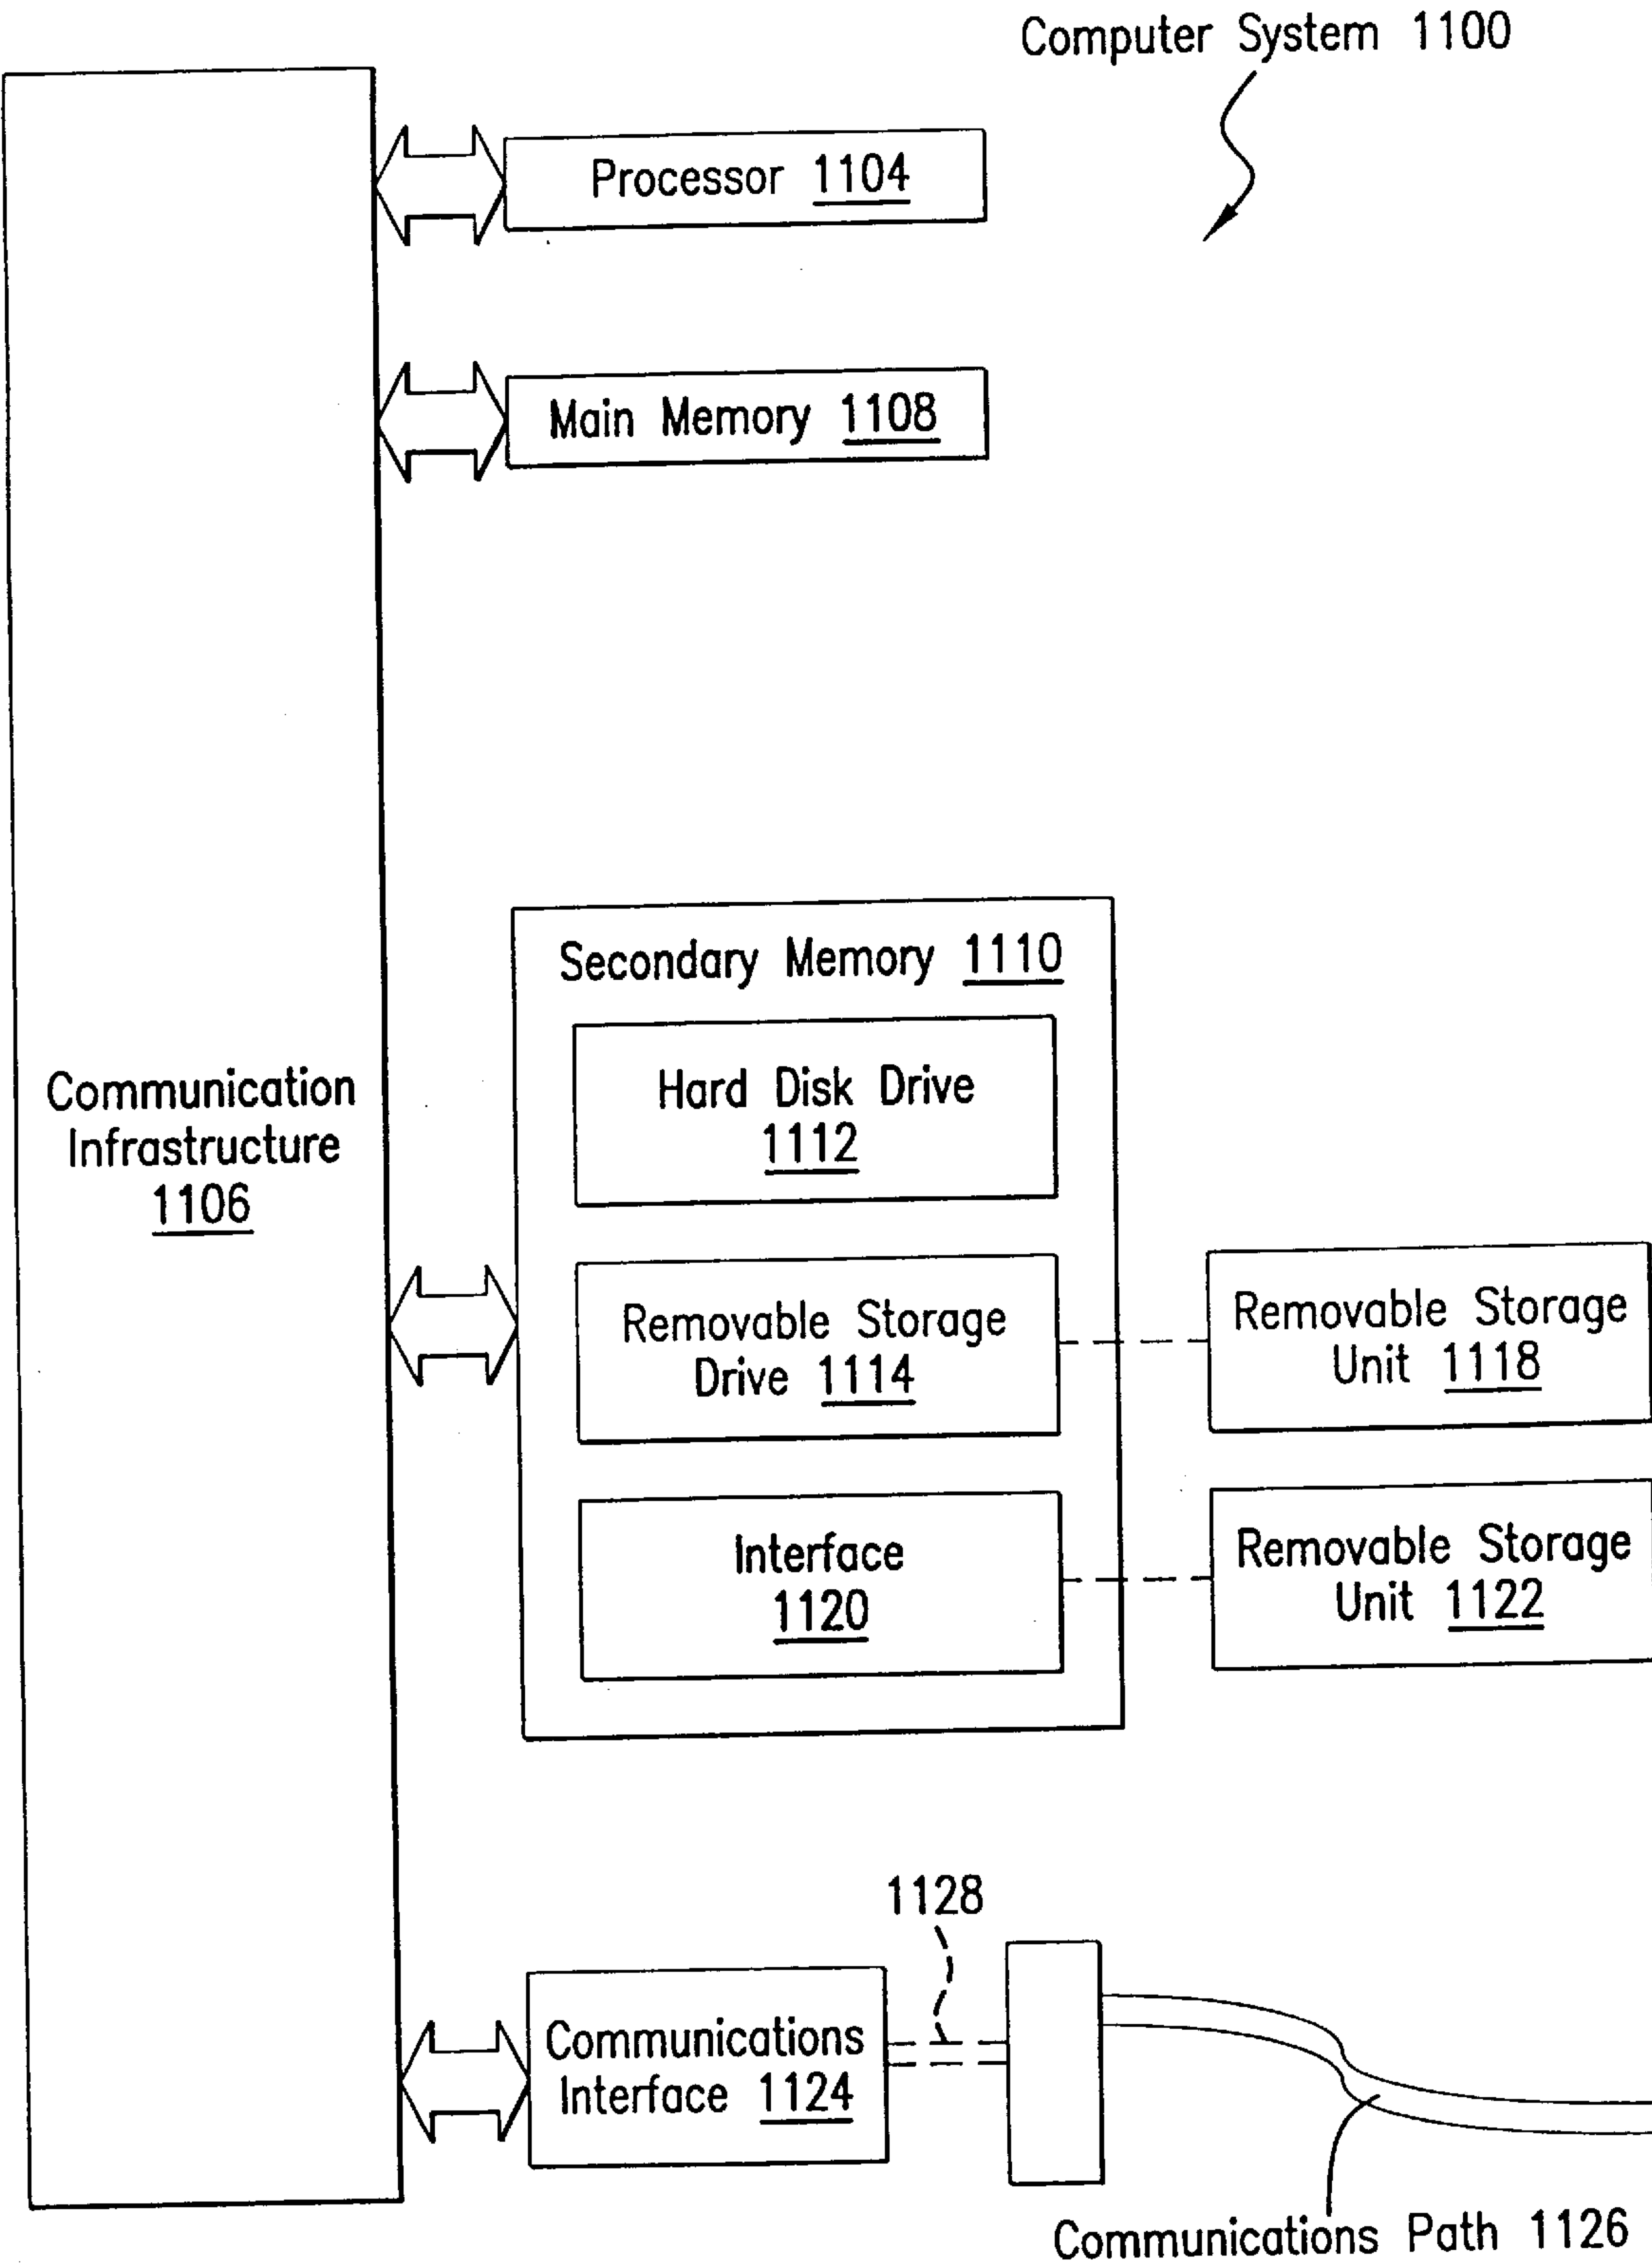 Computer System 1100
Processor 1104
Main Memory 1108
Secondary Memory 1110
Hard Disk Drive
1112
Communication
Infrastructure
1106
Removable Storage
Drive 1114
Removable Storage
Unit 1118
Interface
1120
Removable Storage
Unit 1122
1128
Communications
Interface 1124
Communications Path 1126